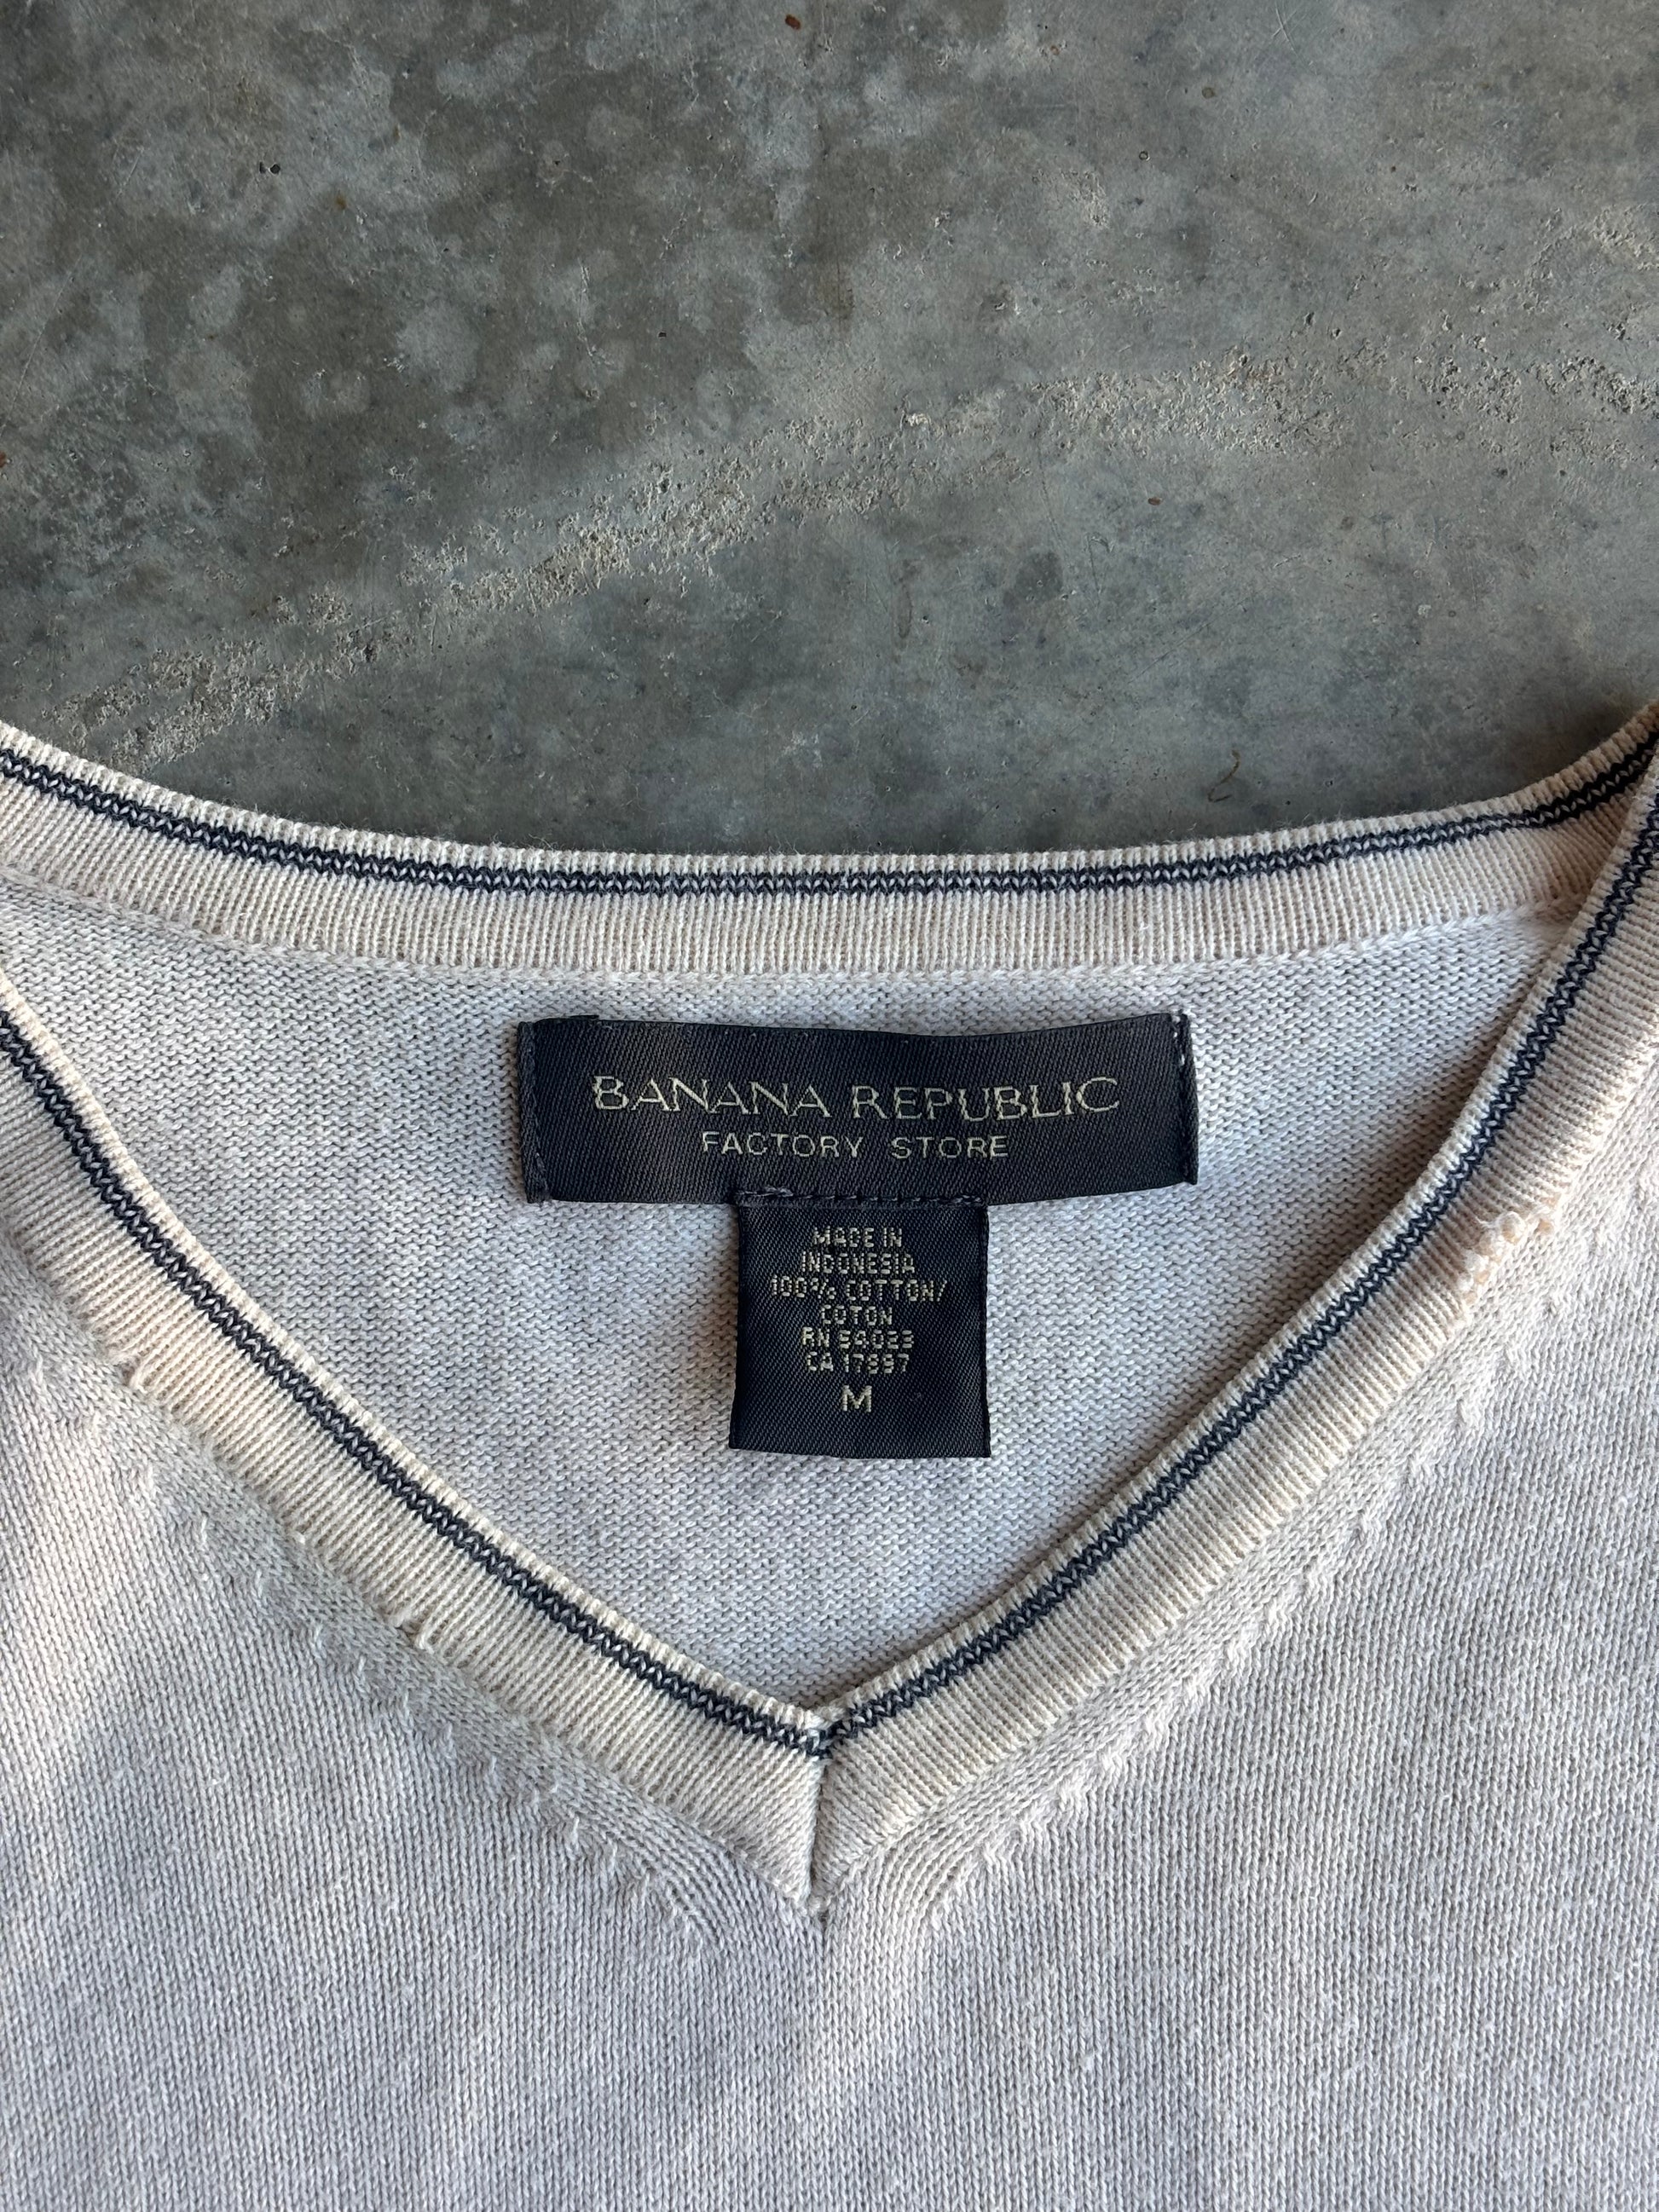 BANANA REPUBLIC
FACTORY STORE
MADE IN
INDONESIA
100% COTTON/
COTON
RN 54023
CA 17897
M